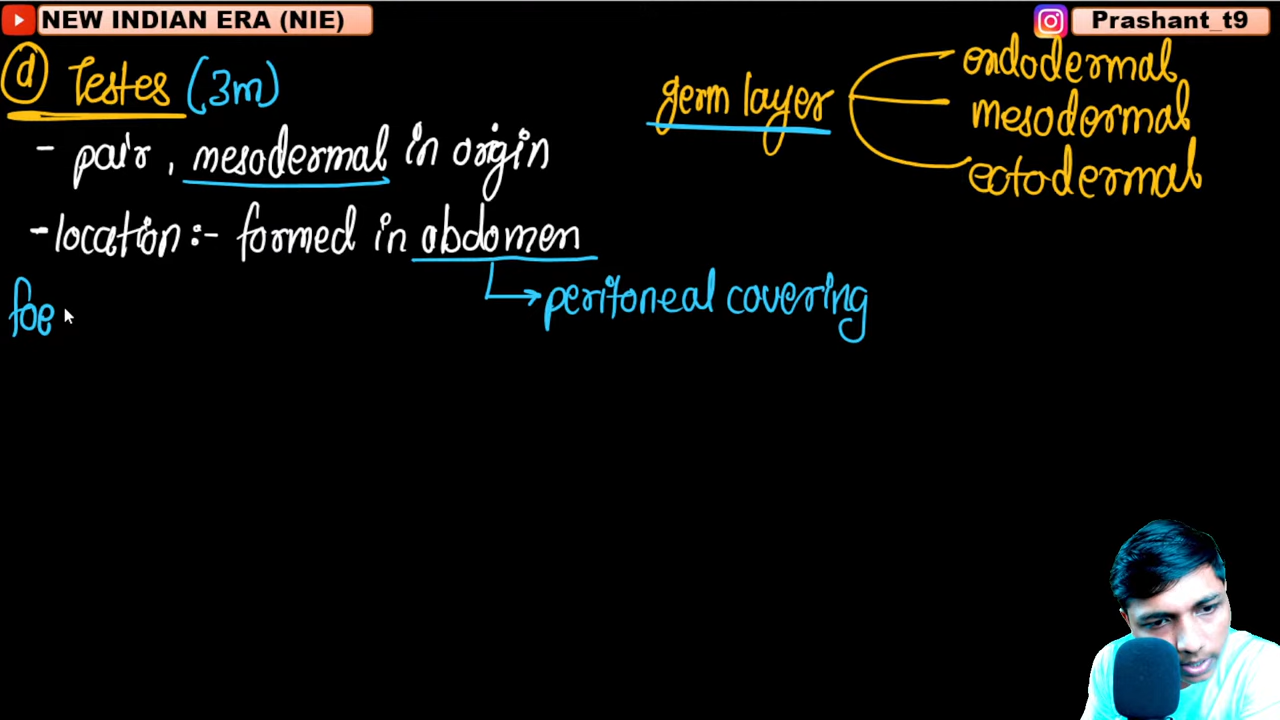 NEW INDIAN ERA (NIE)
Prashant_t9
d Testes (3m)
- pair, mesodermal in origin
- location :- formed in abdomen
peritoneal covering
foe
germ layer
endodermal
mesodermal
ectodermal